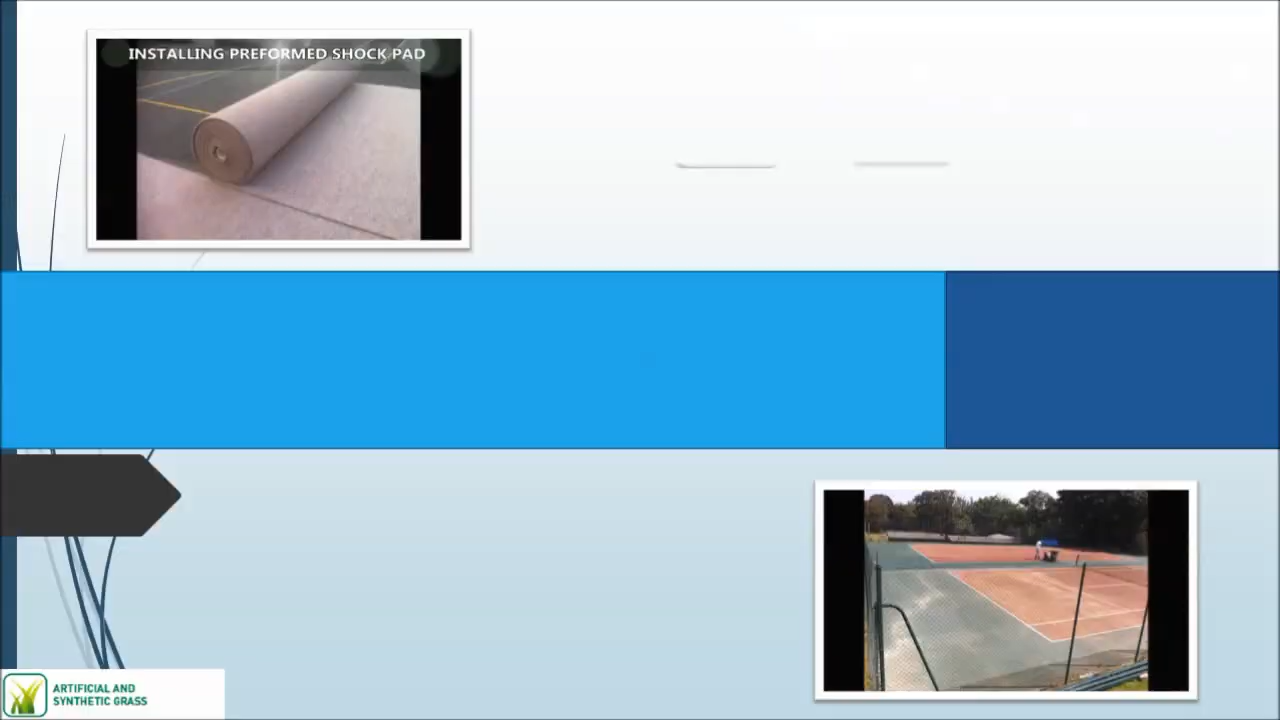 INSTALLING PREFORMED SHOCK PAD
ARTIFICIAL AND
SYNTHETIC GRASS